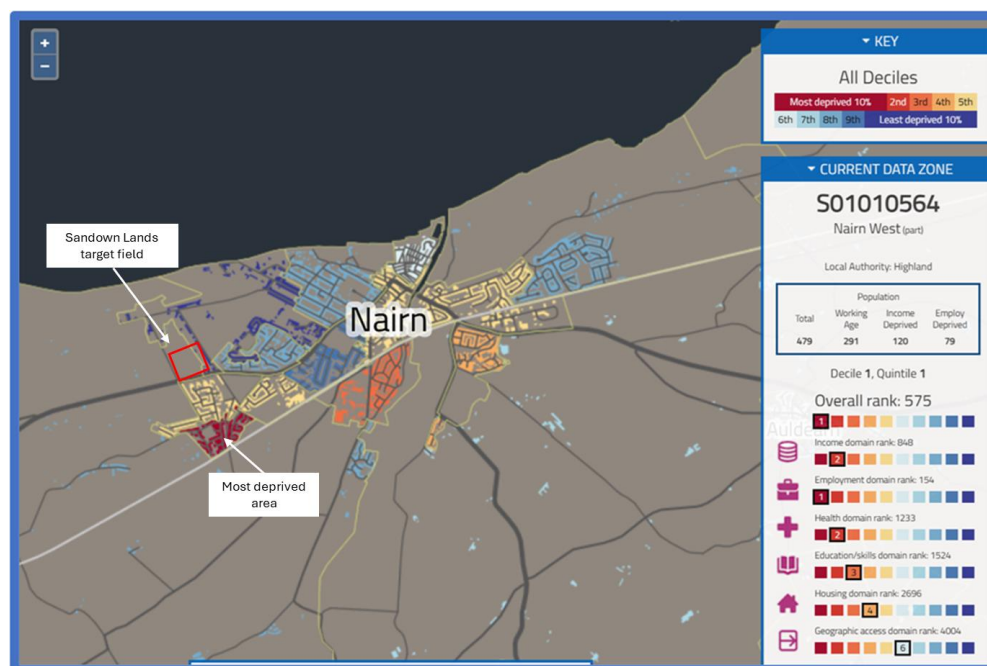 +
−
KEY
All Deciles
Most deprived 10% 2nd 3rd 4th 5th
6th 7th 8th 9th Least deprived 10%
CURRENT DATA ZONE
S01010564
Nairn West (part)
Local Authority: Highland
Population
Total Working Age Income Deprived Employ Deprived
479 291 120 79
Decile 1, Quintile 1
Overall rank: 575
1
Auldearn
Income domain rank: 848
2
Employment domain rank: 154
1
Health domain rank: 1233
2
Education/skills domain rank: 1524
3
Housing domain rank: 2696
4
Geographic access domain rank: 4004
6
Sandown Lands
target field
Nairn
Most deprived
area